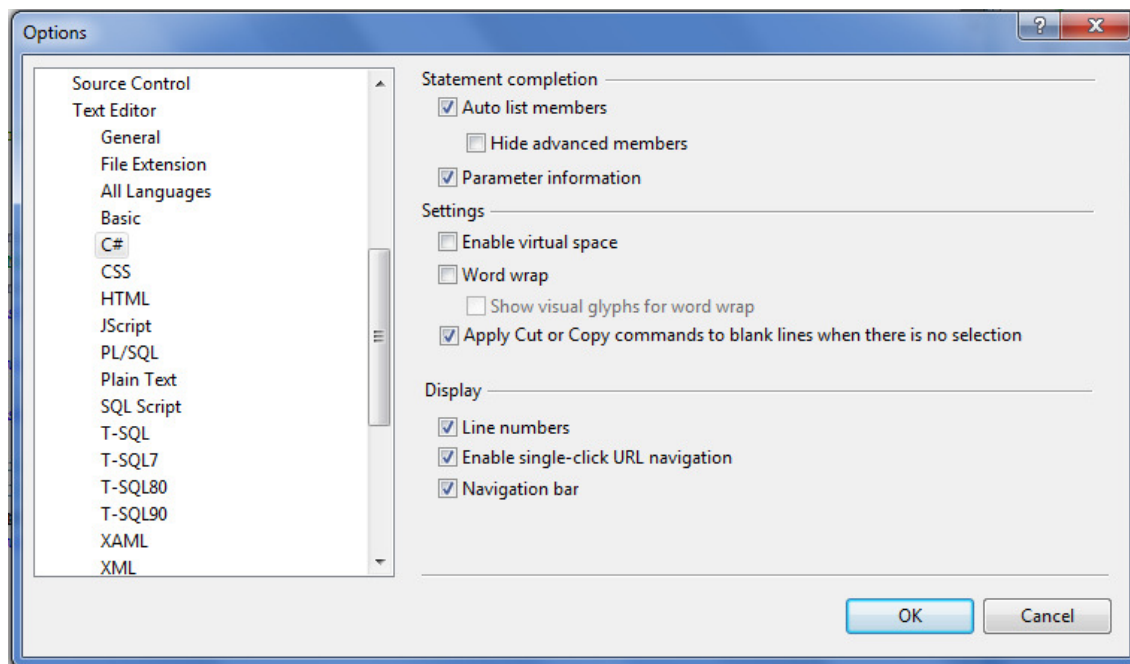 Options
Source Control
Text Editor
General
File Extension
All Languages
Basic
C#
CSS
HTML
JScript
PL/SQL
Plain Text
SQL Script
T-SQL
T-SQL7
T-SQL80
T-SQL90
XAML
XML
Statement completion
Auto list members
Hide advanced members
Parameter information
Settings
Enable virtual space
Word wrap
Show visual glyphs for word wrap
Apply Cut or Copy commands to blank lines when there is no selection
Display
Line numbers
Enable single-click URL navigation
Navigation bar
OK
Cancel